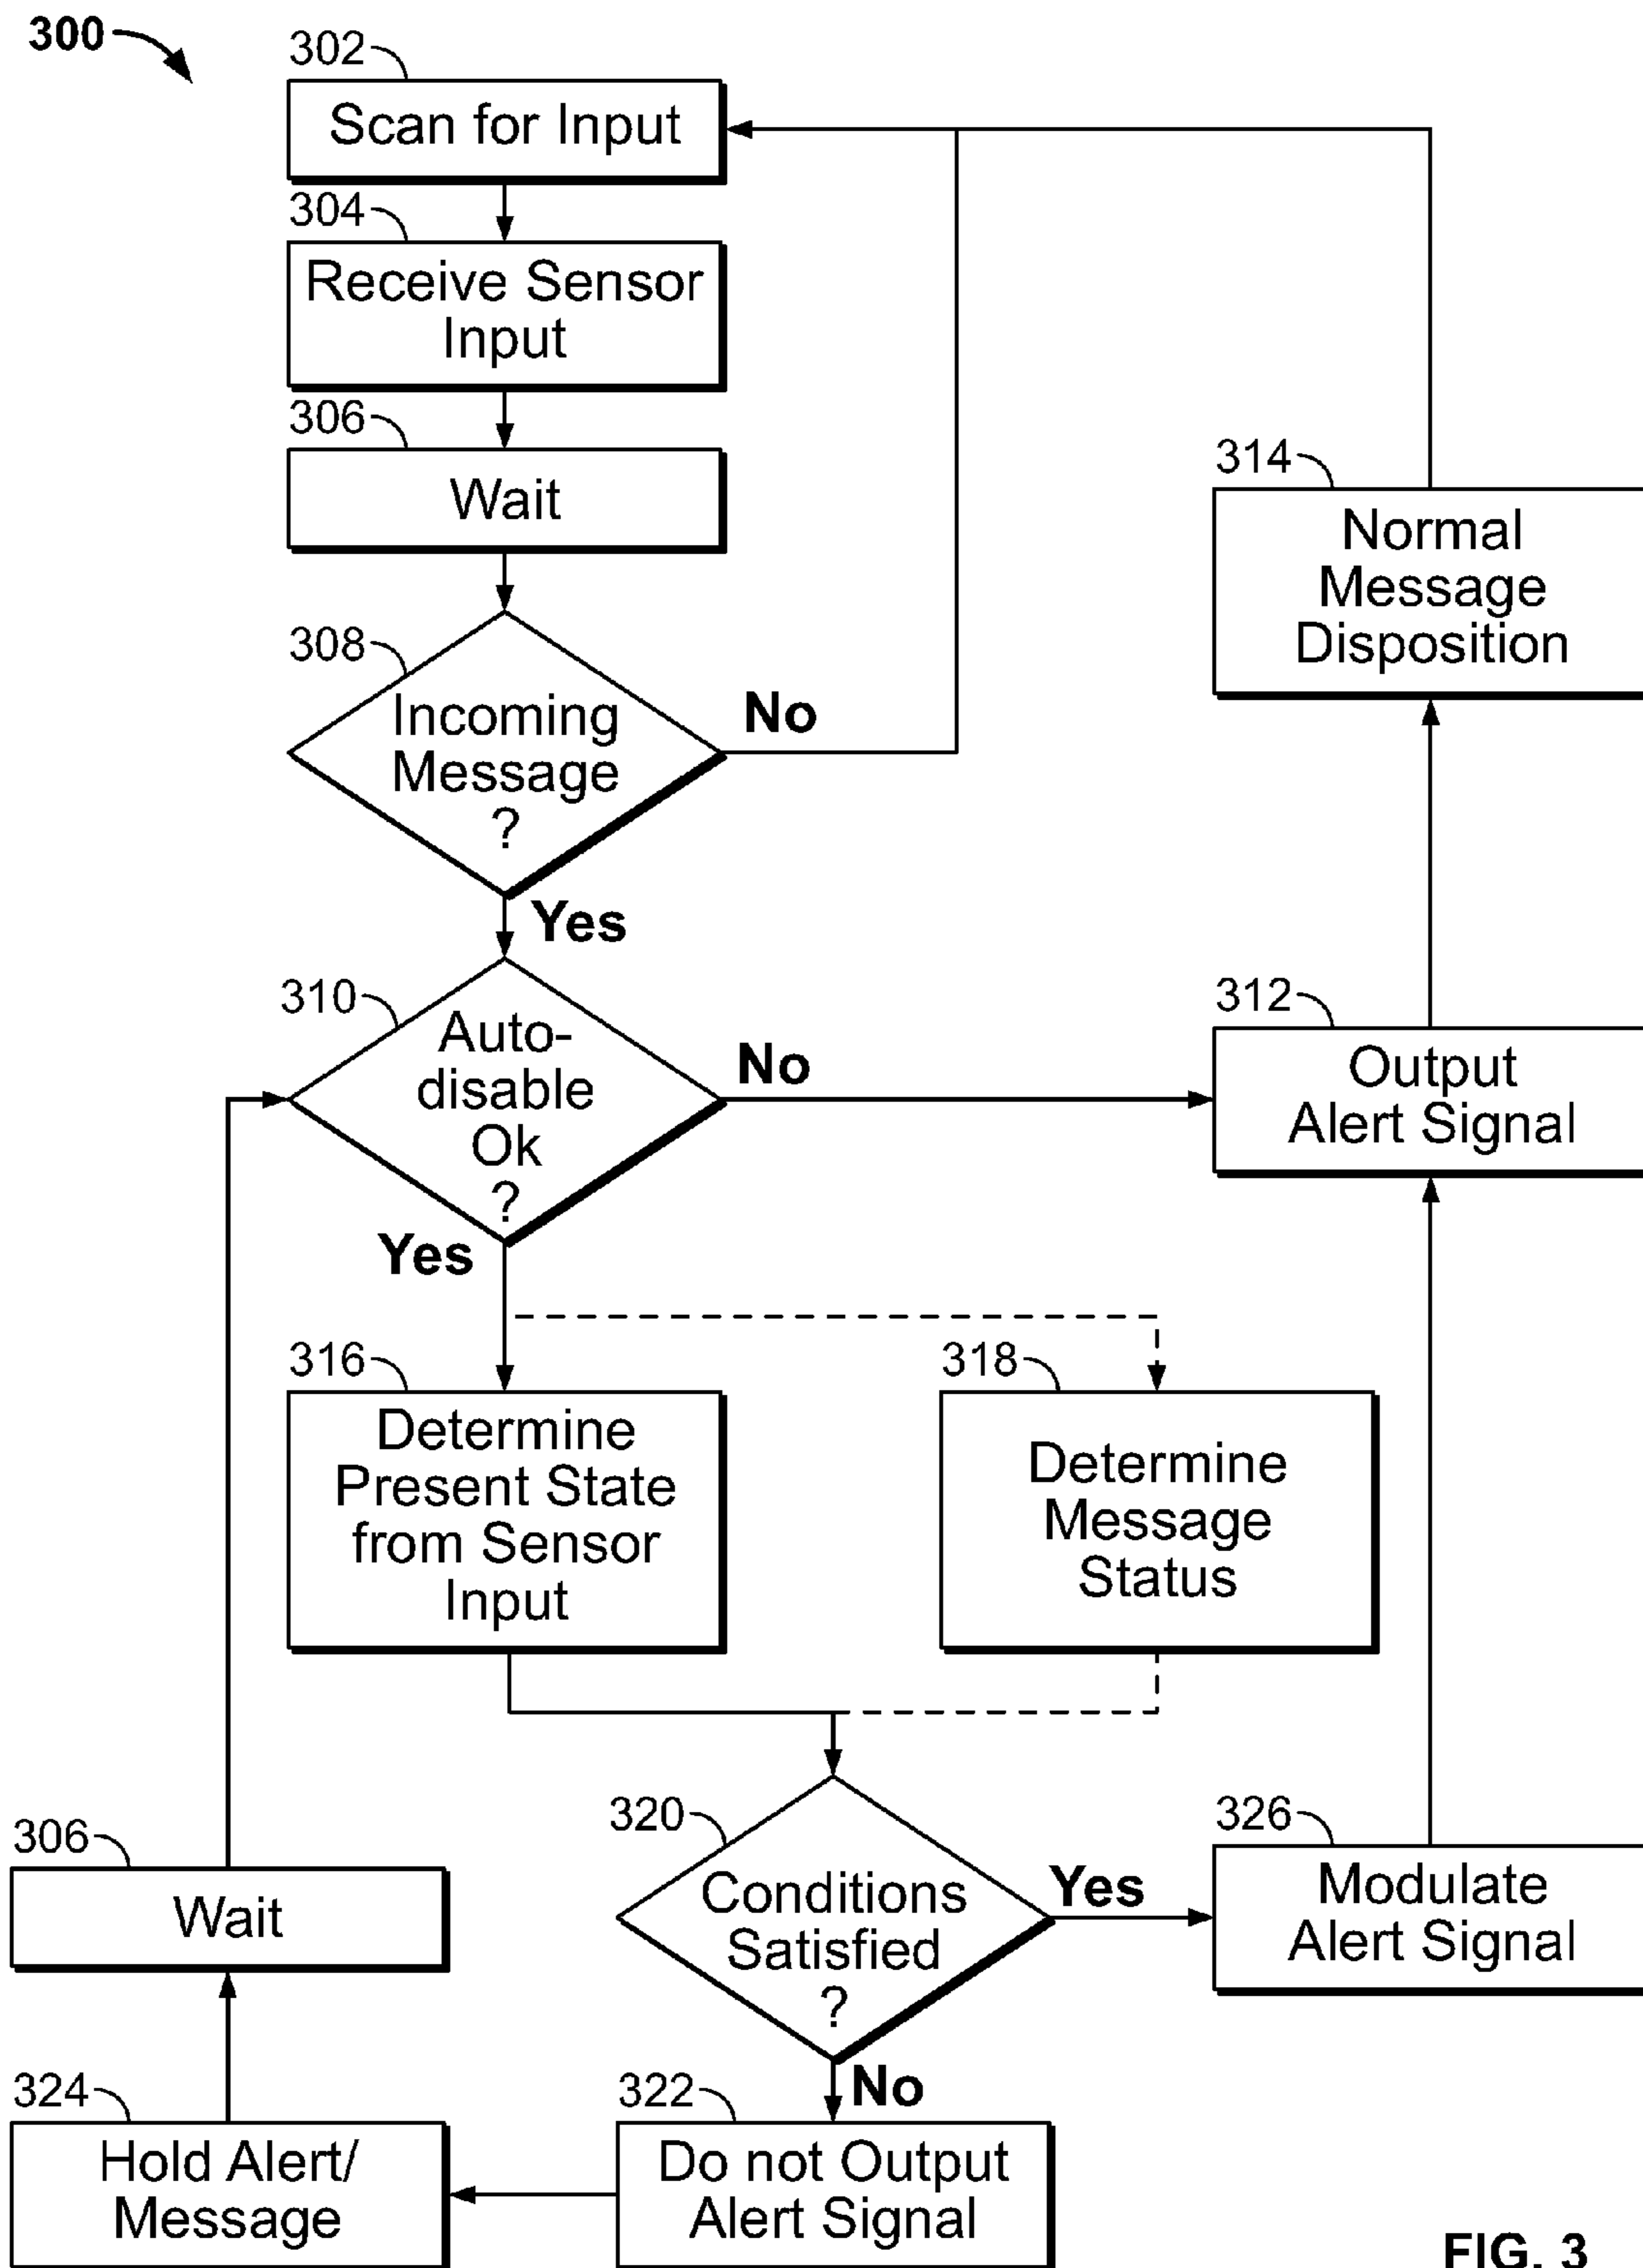 300
302
Scan for Input
304
Receive Sensor
Input
306
Wait
308
Incoming
Message
?
No
Yes
314
Normal
Message
Disposition
310
Auto-
disable
Ok
?
No
Yes
312
Output
Alert Signal
316
Determine
Present State
from Sensor
Input
318
Determine
Message
Status
320
Conditions
Satisfied
?
Yes
No
326
Modulate
Alert Signal
306
Wait
324
Hold Alert/
Message
322
Do not Output
Alert Signal
FIG. 3